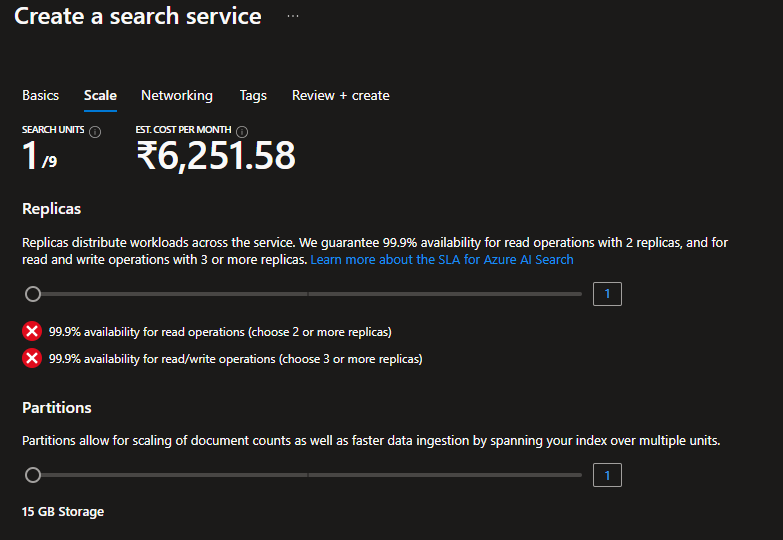 Create a search service ...
Basics Scale Networking Tags Review + create
SEARCH UNITS EST. COST PER MONTH
1 /9 ₹6,251.58
Replicas
Replicas distribute workloads across the service. We guarantee 99.9% availability for read operations with 2 replicas, and for
read and write operations with 3 or more replicas. Learn more about the SLA for Azure AI Search
1
99.9% availability for read operations (choose 2 or more replicas)
99.9% availability for read/write operations (choose 3 or more replicas)
Partitions
Partitions allow for scaling of document counts as well as faster data ingestion by spanning your index over multiple units.
1
15 GB Storage